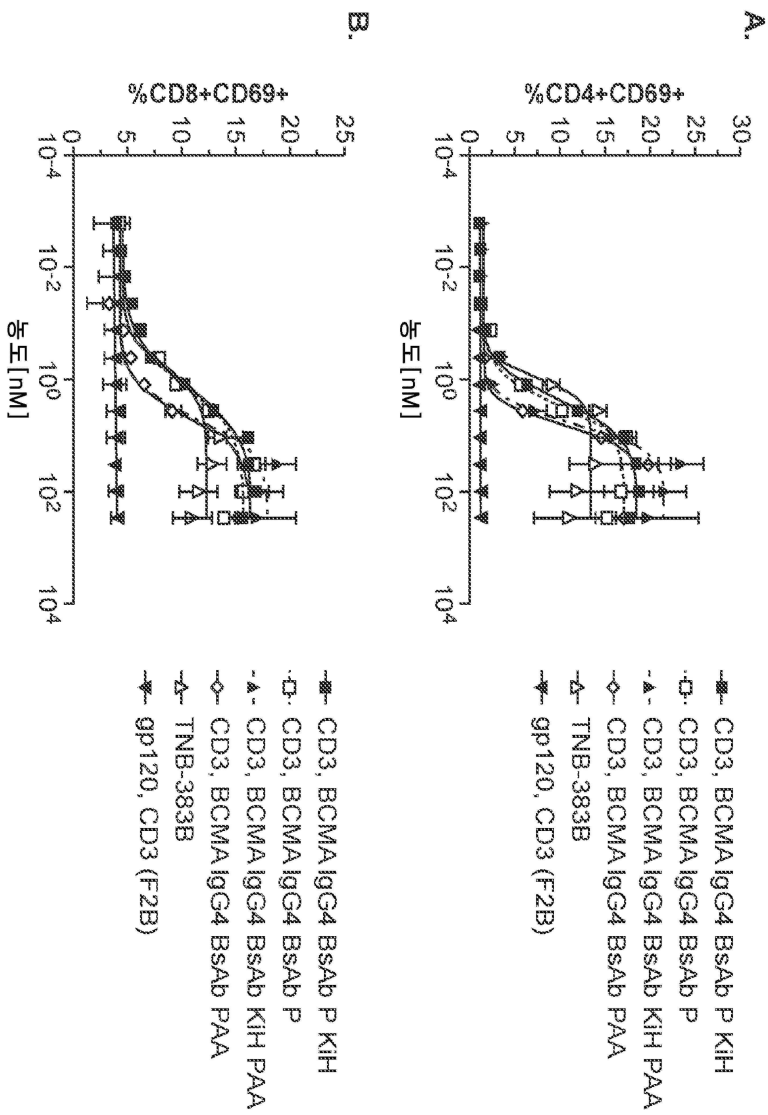 A.
%CD4+CD69+
30
25
20
15
10
5
0
10-4
10-2
100
102
104
농도 [nM]
CD3, BCMA IgG4 BsAb P KiH
CD3, BCMA IgG4 BsAb P
CD3, BCMA IgG4 BsAb KiH PAA
CD3, BCMA IgG4 BsAb PAA
TNB-383B
gp120, CD3 (F2B)
B.
%CD8+CD69+
25
20
15
10
5
0
10-4
10-2
100
102
104
농도 [nM]
CD3, BCMA IgG4 BsAb P KiH
CD3, BCMA IgG4 BsAb P
CD3, BCMA IgG4 BsAb KiH PAA
CD3, BCMA IgG4 BsAb PAA
TNB-383B
gp120, CD3 (F2B)